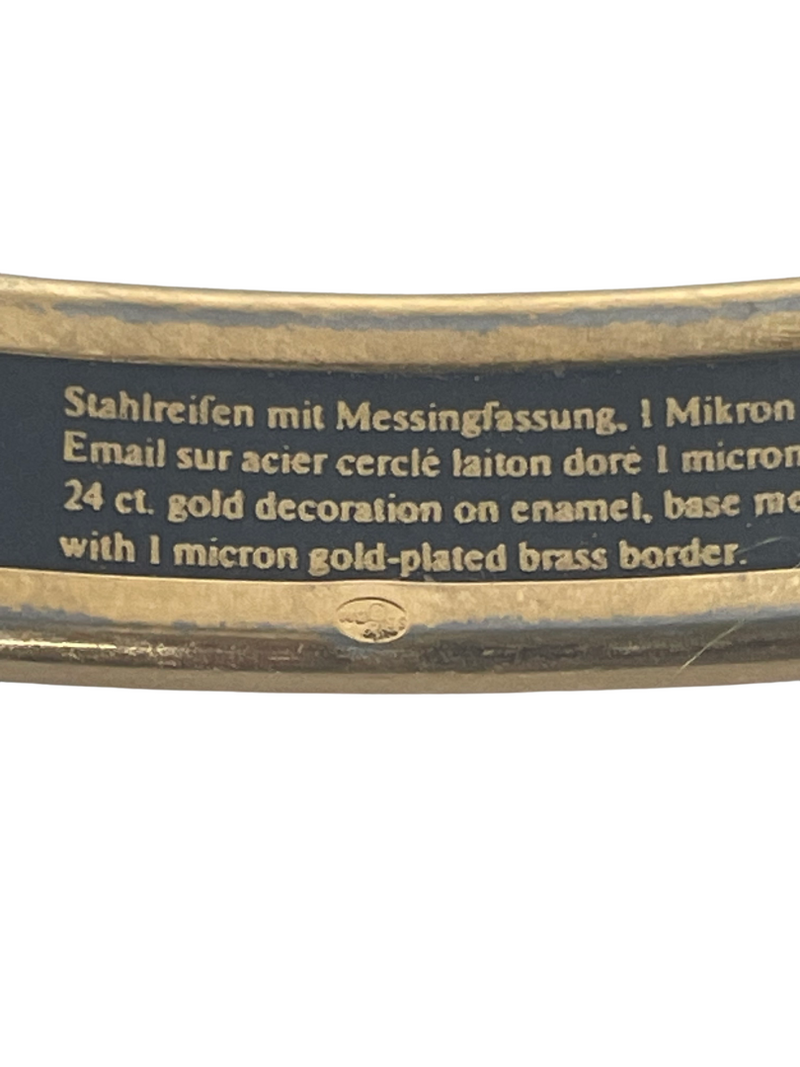 Stahlreifen mit Messingfassung. 1 Mikron
Email sur acier cerclé laiton doré 1 micron
24 ct. gold decoration on enamel, base
with 1 micron gold-plated brass border.